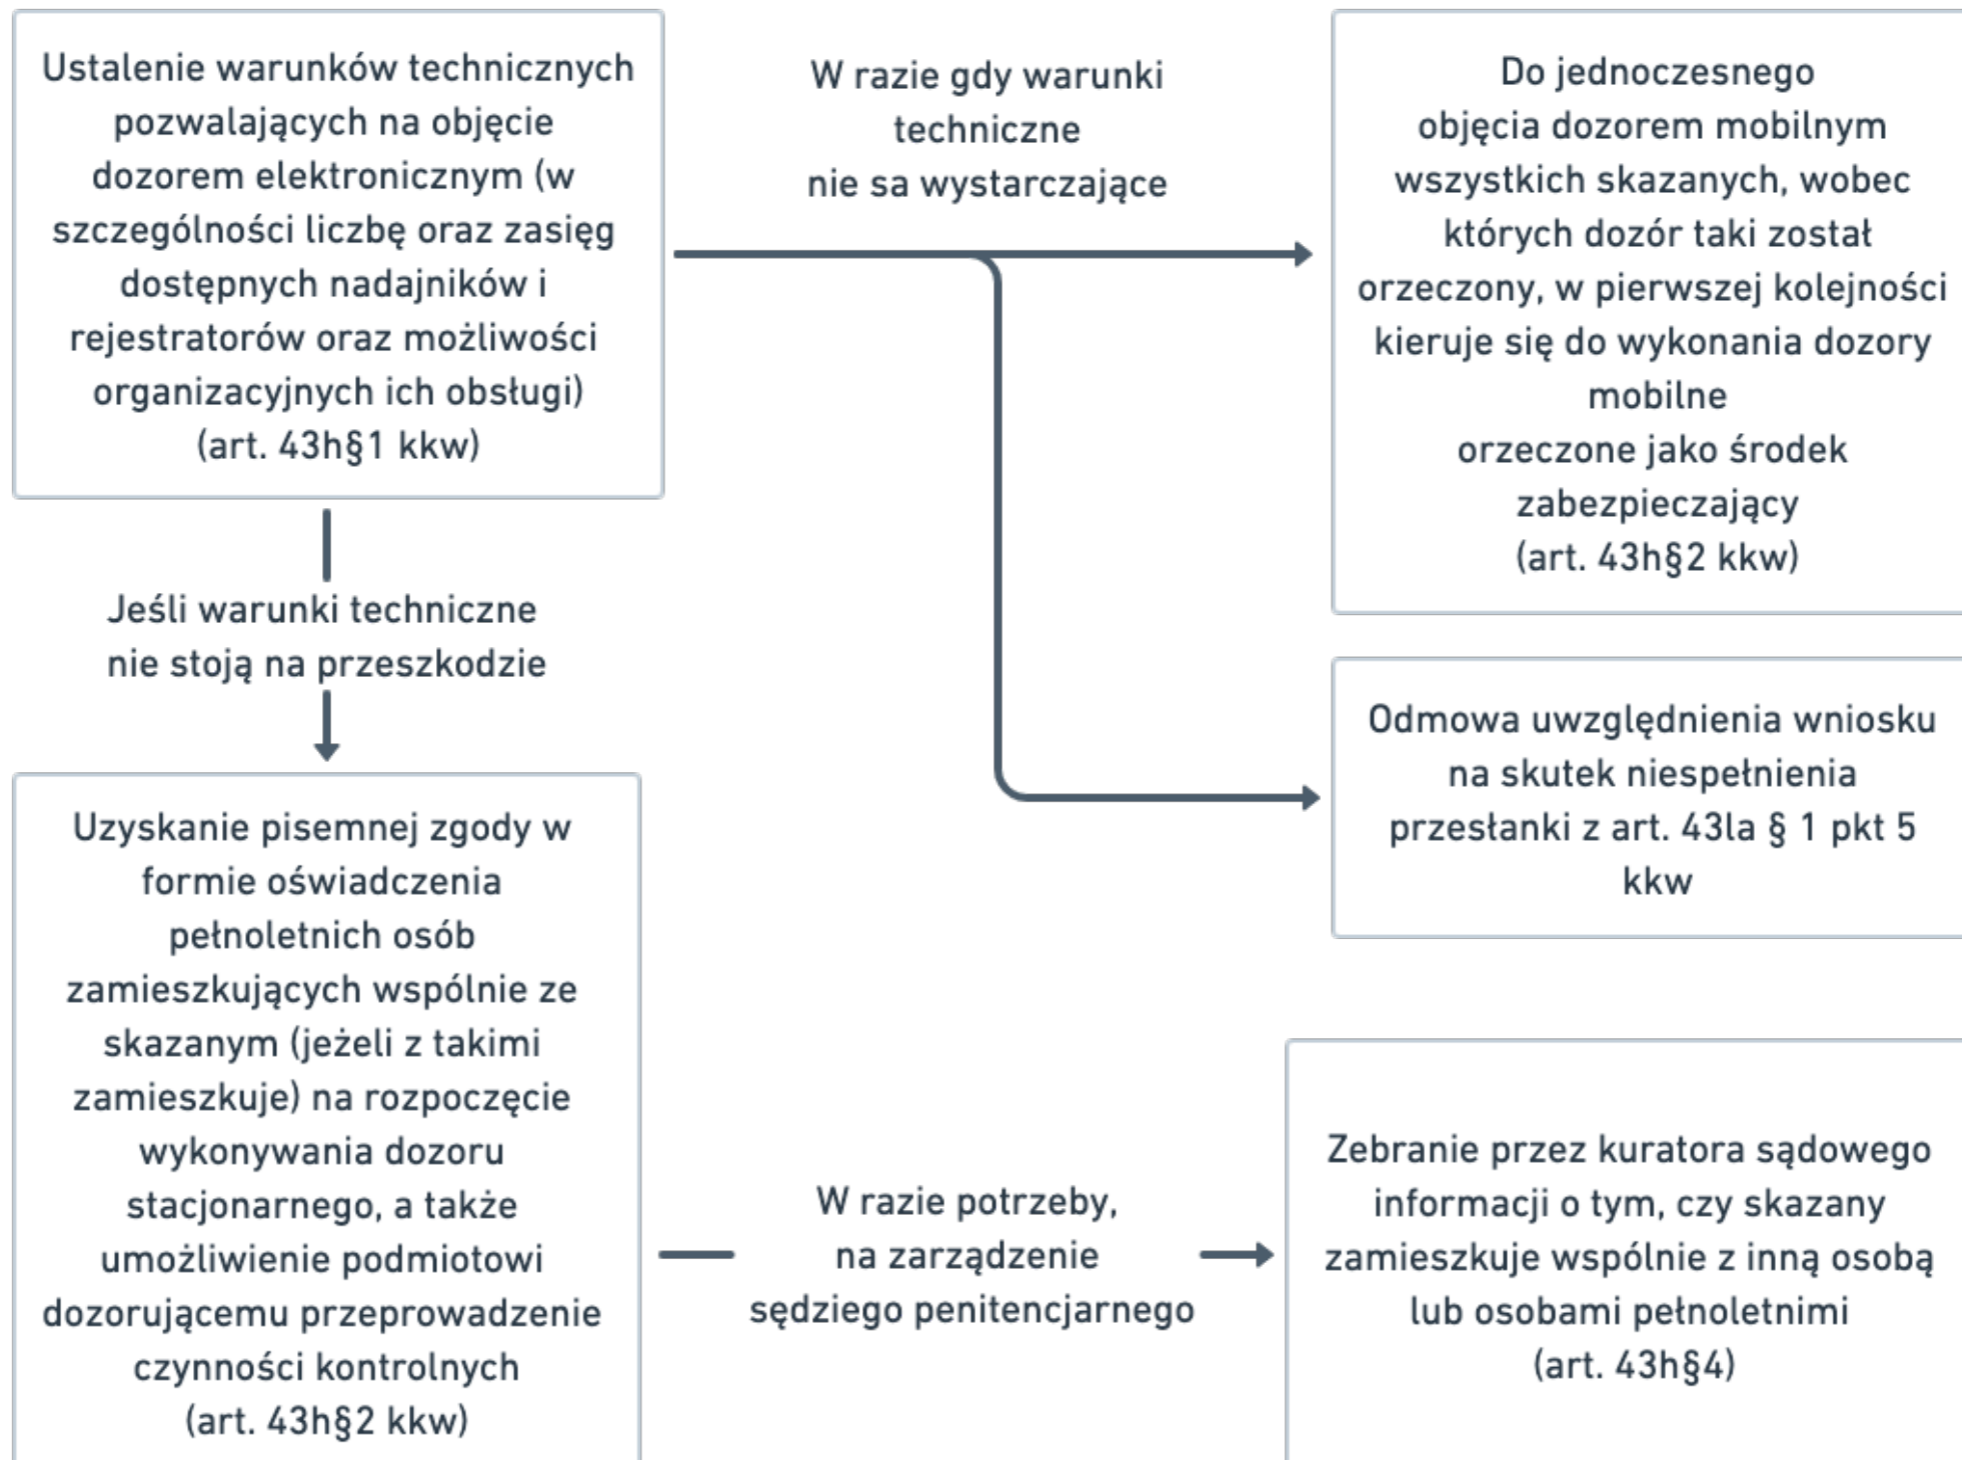 Ustalenie warunków technicznych
pozwalających na objęcie
dozorem elektronicznym (w
szczególności liczbę oraz zasięg
dostępnych nadajników i
rejestratorów oraz możliwości
organizacyjnych ich obsługi)
(art. 43h§1 kkw)
W razie gdy warunki
techniczne
nie sa wystarczające
Do jednoczesnego
objęcia dozorem mobilnym
wszystkich skazanych, wobec
których dozór taki został
orzeczony, w pierwszej kolejności
kieruje się do wykonania dozory
mobilne
orzeczone jako środek
zabezpieczający
(art. 43h§2 kkw)
Jeśli warunki techniczne
nie stoją na przeszkodzie
Odmowa uwzględnienia wniosku
na skutek niespełnienia
przesłanki z art. 43la § 1 pkt 5
kkw
Uzyskanie pisemnej zgody w
formie oświadczenia
pełnoletnich osób
zamieszkujących wspólnie ze
skazanym (jeżeli z takimi
zamieszkuje) na rozpoczęcie
wykonywania dozoru
stacjonarnego, a także
umożliwienie podmiotowi
dozorującemu przeprowadzenie
czynności kontrolnych
(art. 43h§2 kkw)
W razie potrzeby,
na zarządzenie
sędziego penitencjarnego
Zebranie przez kuratora sądowego
informacji o tym, czy skazany
zamieszkuje wspólnie z inną osobą
lub osobami pełnoletnimi
(art. 43h§4)